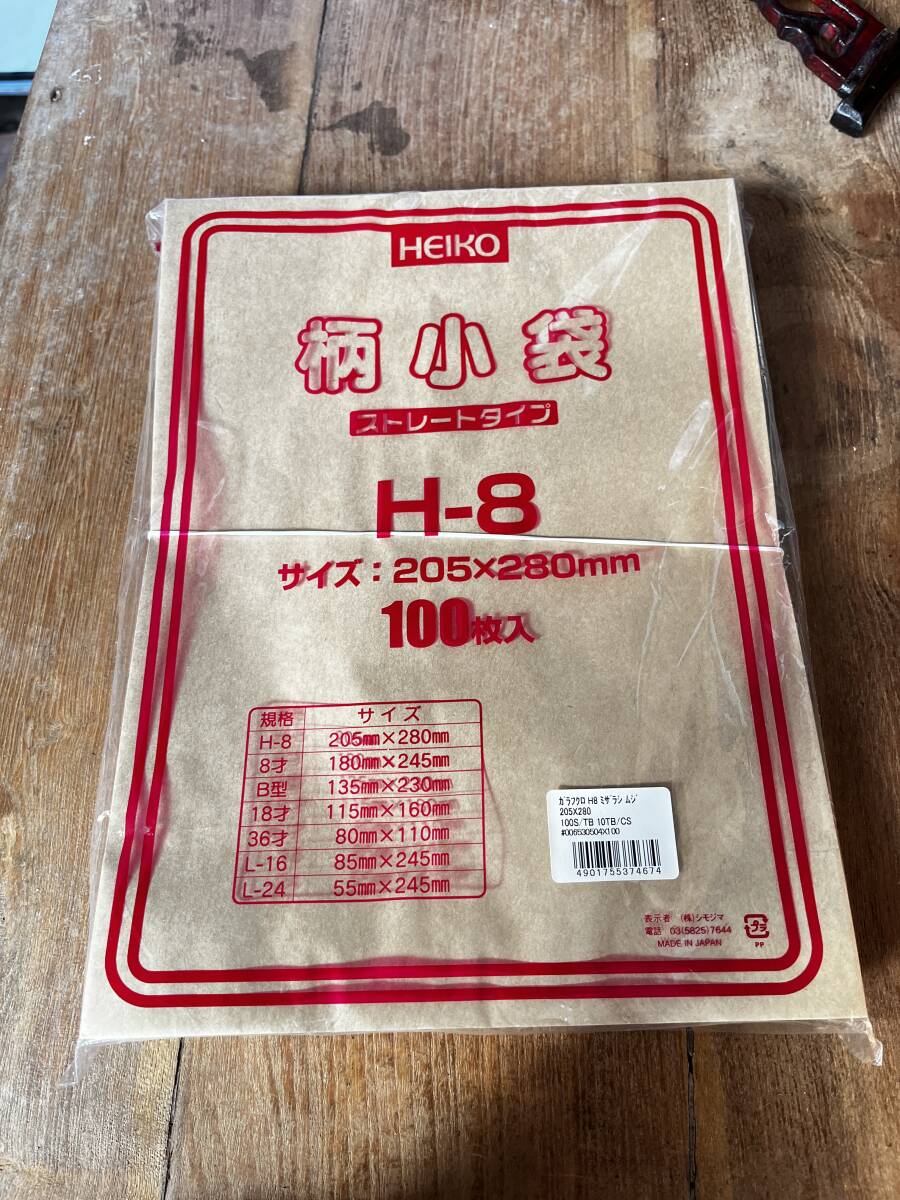 HEIKO
柄小袋
ストレートタイプ
H-8
サイズ：205×280mm
100枚入
規格 サイズ
H-8 205㎜×280㎜
8才 180㎜×245㎜
B型 135㎜×230㎜
18才 115㎜×160㎜
36才 80㎜×110㎜
L-16 85㎜×245㎜
L-24 55㎜×245㎜
ｶﾞﾗﾌｸﾛ H8 ﾐｻﾞﾗｼ ﾑｼﾞ
205X280
100S/TB 10TB/CS
#006530504X100
4901755374674
表示者 (株)シモジマ
電話 03(5825)7644
MADE IN JAPAN
プラ
PP